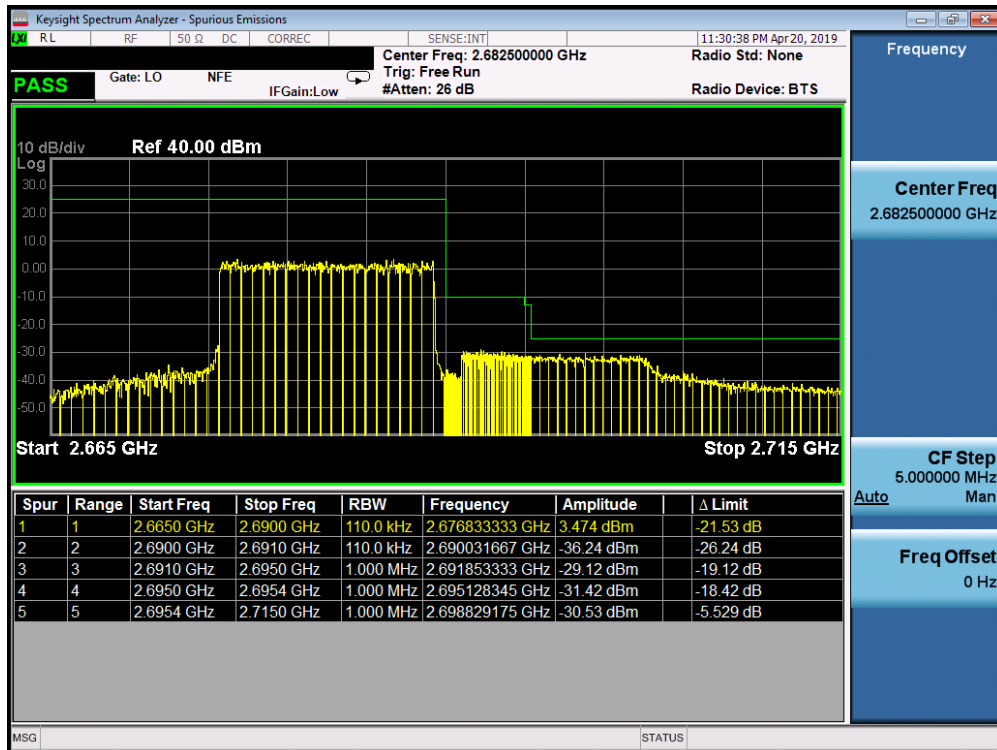 Keysight Spectrum Analyzer - Spurious Emissions
LXI RL RF 50 Ω DC CORREC SENSE:INT 11:30:38 PM Apr 20, 2019
Center Freq: 2.682500000 GHz Radio Std: None
Gate: LO NFE Trig: Free Run
PASS IFGain:Low #Atten: 26 dB Radio Device: BTS
10 dB/div Ref 40.00 dBm
Log
30.0
20.0
10.0
0.00
-10.0
-20.0
-30.0
-40.0
-50.0
Start 2.665 GHz Stop 2.715 GHz
Spur Range Start Freq Stop Freq RBW Frequency Amplitude Δ Limit
1 1 2.6650 GHz 2.6900 GHz 110.0 kHz 2.676833333 GHz 3.474 dBm -21.53 dB
2 2 2.6900 GHz 2.6910 GHz 110.0 kHz 2.690031667 GHz -36.24 dBm -26.24 dB
3 3 2.6910 GHz 2.6950 GHz 1.000 MHz 2.691853333 GHz -29.12 dBm -19.12 dB
4 4 2.6950 GHz 2.6954 GHz 1.000 MHz 2.695128345 GHz -31.42 dBm -18.42 dB
5 5 2.6954 GHz 2.7150 GHz 1.000 MHz 2.698829175 GHz -30.53 dBm -5.529 dB
MSG STATUS
Frequency
Center Freq
2.682500000 GHz
CF Step
5.000000 MHz
Auto Man
Freq Offset
0 Hz